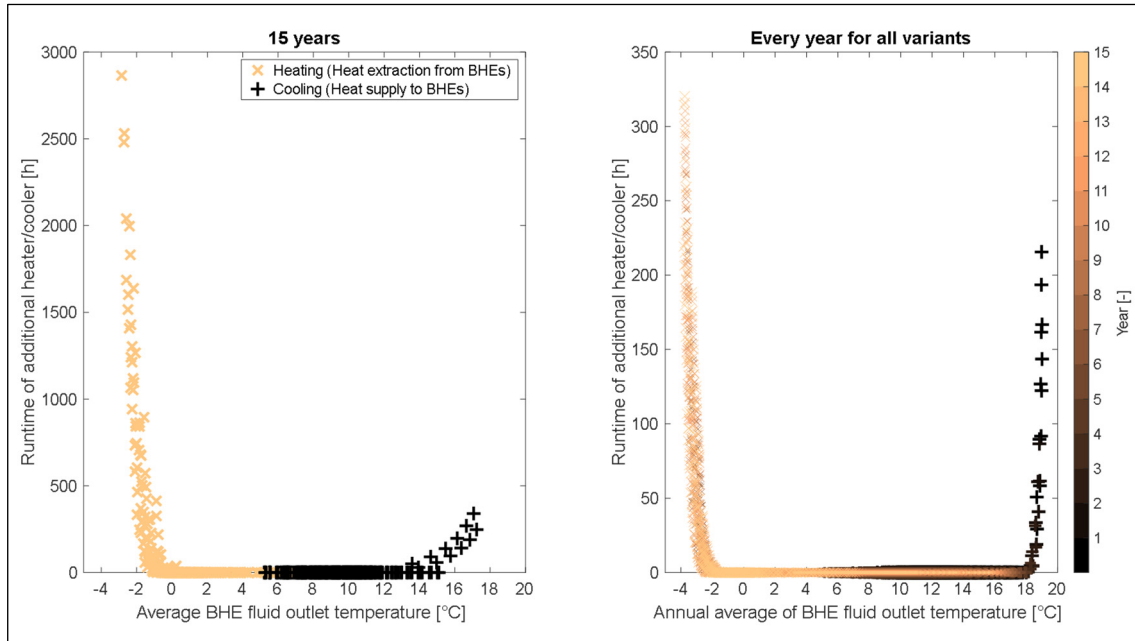 15 years
3000
2500
2000
1500
1000
500
0
Runtime of additional heater/cooler [h]
Heating (Heat extraction from BHEs)
Cooling (Heat supply to BHEs)
-4 -2 0 2 4 6 8 10 12 14 16 18 20
Average BHE fluid outlet temperature [°C]
Every year for all variants
350
300
250
200
150
100
50
0
Runtime of additional heater/cooler [h]
-4 -2 0 2 4 6 8 10 12 14 16 18 20
Annual average of BHE fluid outlet temperature [°C]
15
14
13
12
11
10
9
8
7
6
5
4
3
2
1
Year [-]